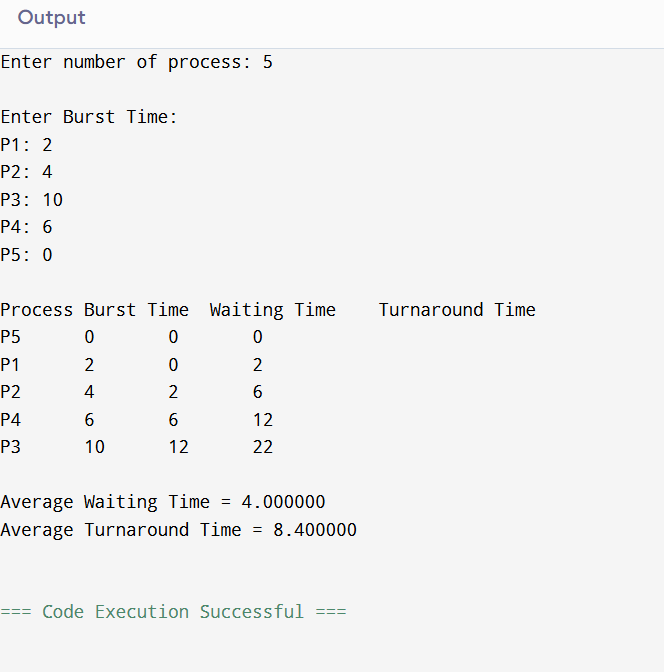 Output
Enter number of process: 5
Enter Burst Time:
P1: 2
P2: 4
P3: 10
P4: 6
P5: 0
Process Burst Time  Waiting Time    Turnaround Time
P5      0       0       0
P1      2       0       2
P2      4       2       6
P4      6       6       12
P3      10      12      22
Average Waiting Time = 4.000000
Average Turnaround Time = 8.400000
=== Code Execution Successful ===